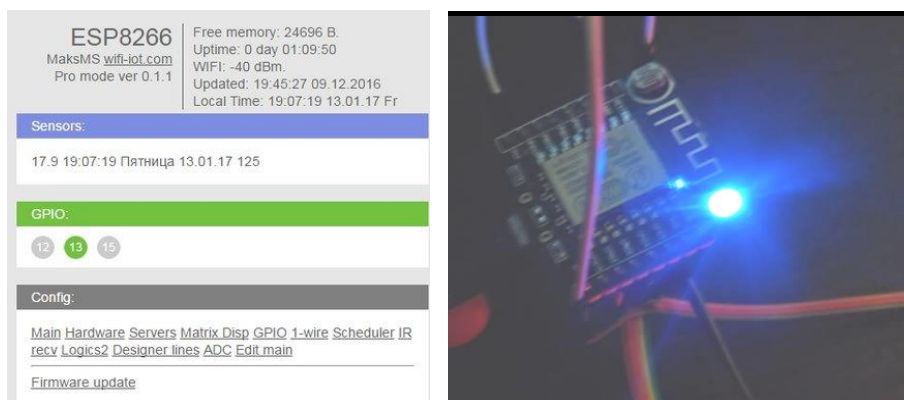 ESP8266
MaksMS wifi-iot.com
Pro mode ver 0.1.1
Free memory: 24696 B.
Uptime: 0 day 01:09:50
WIFI: -40 dBm.
Updated: 19:45:27 09.12.2016
Local Time: 19:07:19 13.01.17 Fr
Sensors:
17.9 19:07:19 Пятница 13.01.17 125
GPIO:
12 13 15
Config:
Main Hardware Servers Matrix Disp GPIO 1-wire Scheduler IR
recv Logics2 Designer lines ADC Edit main
Firmware update